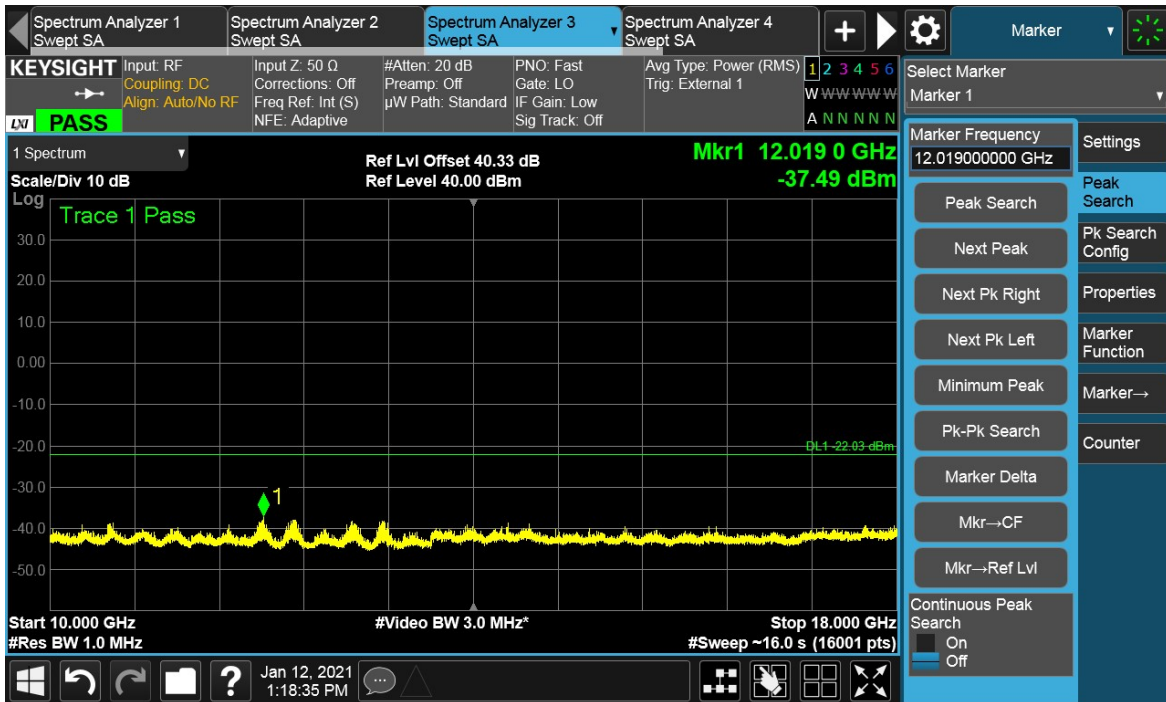 Spectrum Analyzer 1
Swept SA
Spectrum Analyzer 2
Swept SA
Spectrum Analyzer 3
Swept SA
Spectrum Analyzer 4
Swept SA
+
Marker
KEYSIGHT
LXI
PASS
Input: RF
Coupling: DC
Align: Auto/No RF
Input Z: 50 Ω
Corrections: Off
Freq Ref: Int (S)
NFE: Adaptive
#Atten: 20 dB
Preamp: Off
µW Path: Standard
PNO: Fast
Gate: LO
IF Gain: Low
Sig Track: Off
Avg Type: Power (RMS)
Trig: External 1
1 2 3 4 5 6
W W W W W W
A N N N N N
Select Marker
Marker 1
1 Spectrum
Scale/Div 10 dB
Ref Lvl Offset 40.33 dB
Ref Level 40.00 dBm
Mkr1 12.019 0 GHz
-37.49 dBm
Log
Trace 1 Pass
30.0
20.0
10.0
0.00
-10.0
-20.0
-30.0
-40.0
-50.0
DL1 -22.03 dBm
1
Start 10.000 GHz
#Res BW 1.0 MHz
#Video BW 3.0 MHz*
Stop 18.000 GHz
#Sweep ~16.0 s (16001 pts)
Marker Frequency
12.019000000 GHz
Peak Search
Next Peak
Next Pk Right
Next Pk Left
Minimum Peak
Pk-Pk Search
Marker Delta
Mkr→CF
Mkr→Ref Lvl
Continuous Peak
Search
On
Off
Settings
Peak
Search
Pk Search
Config
Properties
Marker
Function
Marker→
Counter
?
Jan 12, 2021
1:18:35 PM